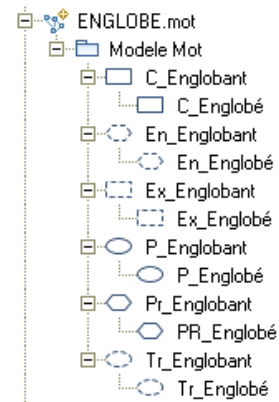 ENGLOBE.mot
Modele Mot
C_Englobant
C_Englobé
En_Englobant
En_Englobé
Ex_Englobant
Ex_Englobé
P_Englobant
P_Englobé
Pr_Englobant
PR_Englobé
Tr_Englobant
Tr_Englobé